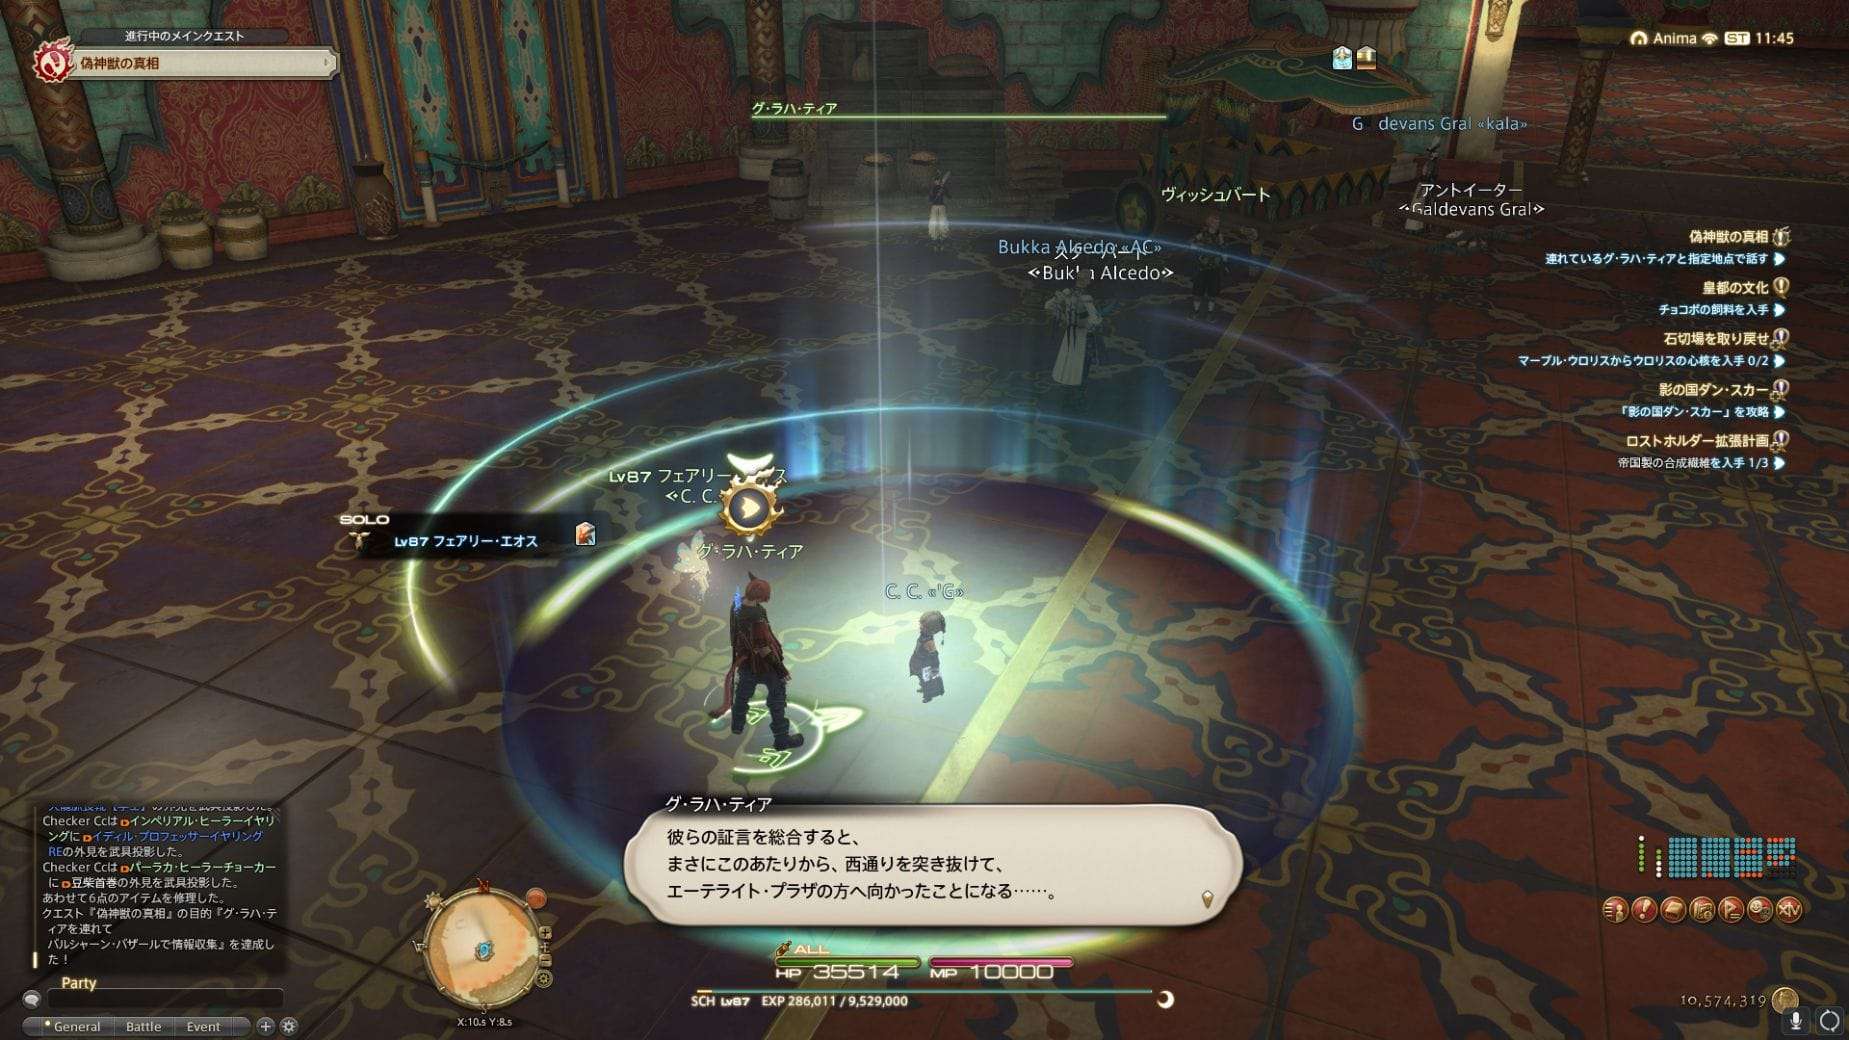 進行中のメインクエスト
偽神獣の真相
Anima ST 11:45
グ・ラハ・ティア
G devans Gral «kala»
ヴィッシュバート
アントイーター
Galdevans Gral
Bukka Alcedo «AC»
Alcedo
偽神獣の真相
連れているグ・ラハ・ティアと指定地点で話す
皇都の文化
チョコボの飼料を入手
石切場を取り戻せ
マーブル・ウロリスからウロリスの心核を入手 0/2
影の国ダン・スカー
『影の国ダン・スカー』を攻略
ロストホルダー拡張計画
帝国製の合成繊維を入手 1/3
Lv87 フェアリー
C. C.
SOLO
Lv87 フェアリー・エオス
グ・ラハ・ティア
C. C. «'G»
グ・ラハ・ティア
彼らの証言を総合すると、
まさにこのあたりから、西通りを突き抜けて、
エーテライト・プラザの方へ向かったことになる……。
の外見を武具投影した。
Checker Ccはインペリアル・ヒーラーイヤリ
ングにイディル・プロフェッサーイヤリング
REの外見を武具投影した。
Checker Ccはパーラカ・ヒーラーチョーカー
に豆柴首巻の外見を武具投影した。
あわせて6点のアイテムを修理した。
クエスト『偽神獣の真相』の目的『グ・ラハ・テ
ィアを連れて
バルシャーン・バザールで情報収集』を達成し
た！
Party
General Battle Event
N
X:10.5 Y:8.5
ALL
HP 35514 MP 10000
SCH Lv87 EXP 286,011 / 9,529,000
10,574,319
XIV